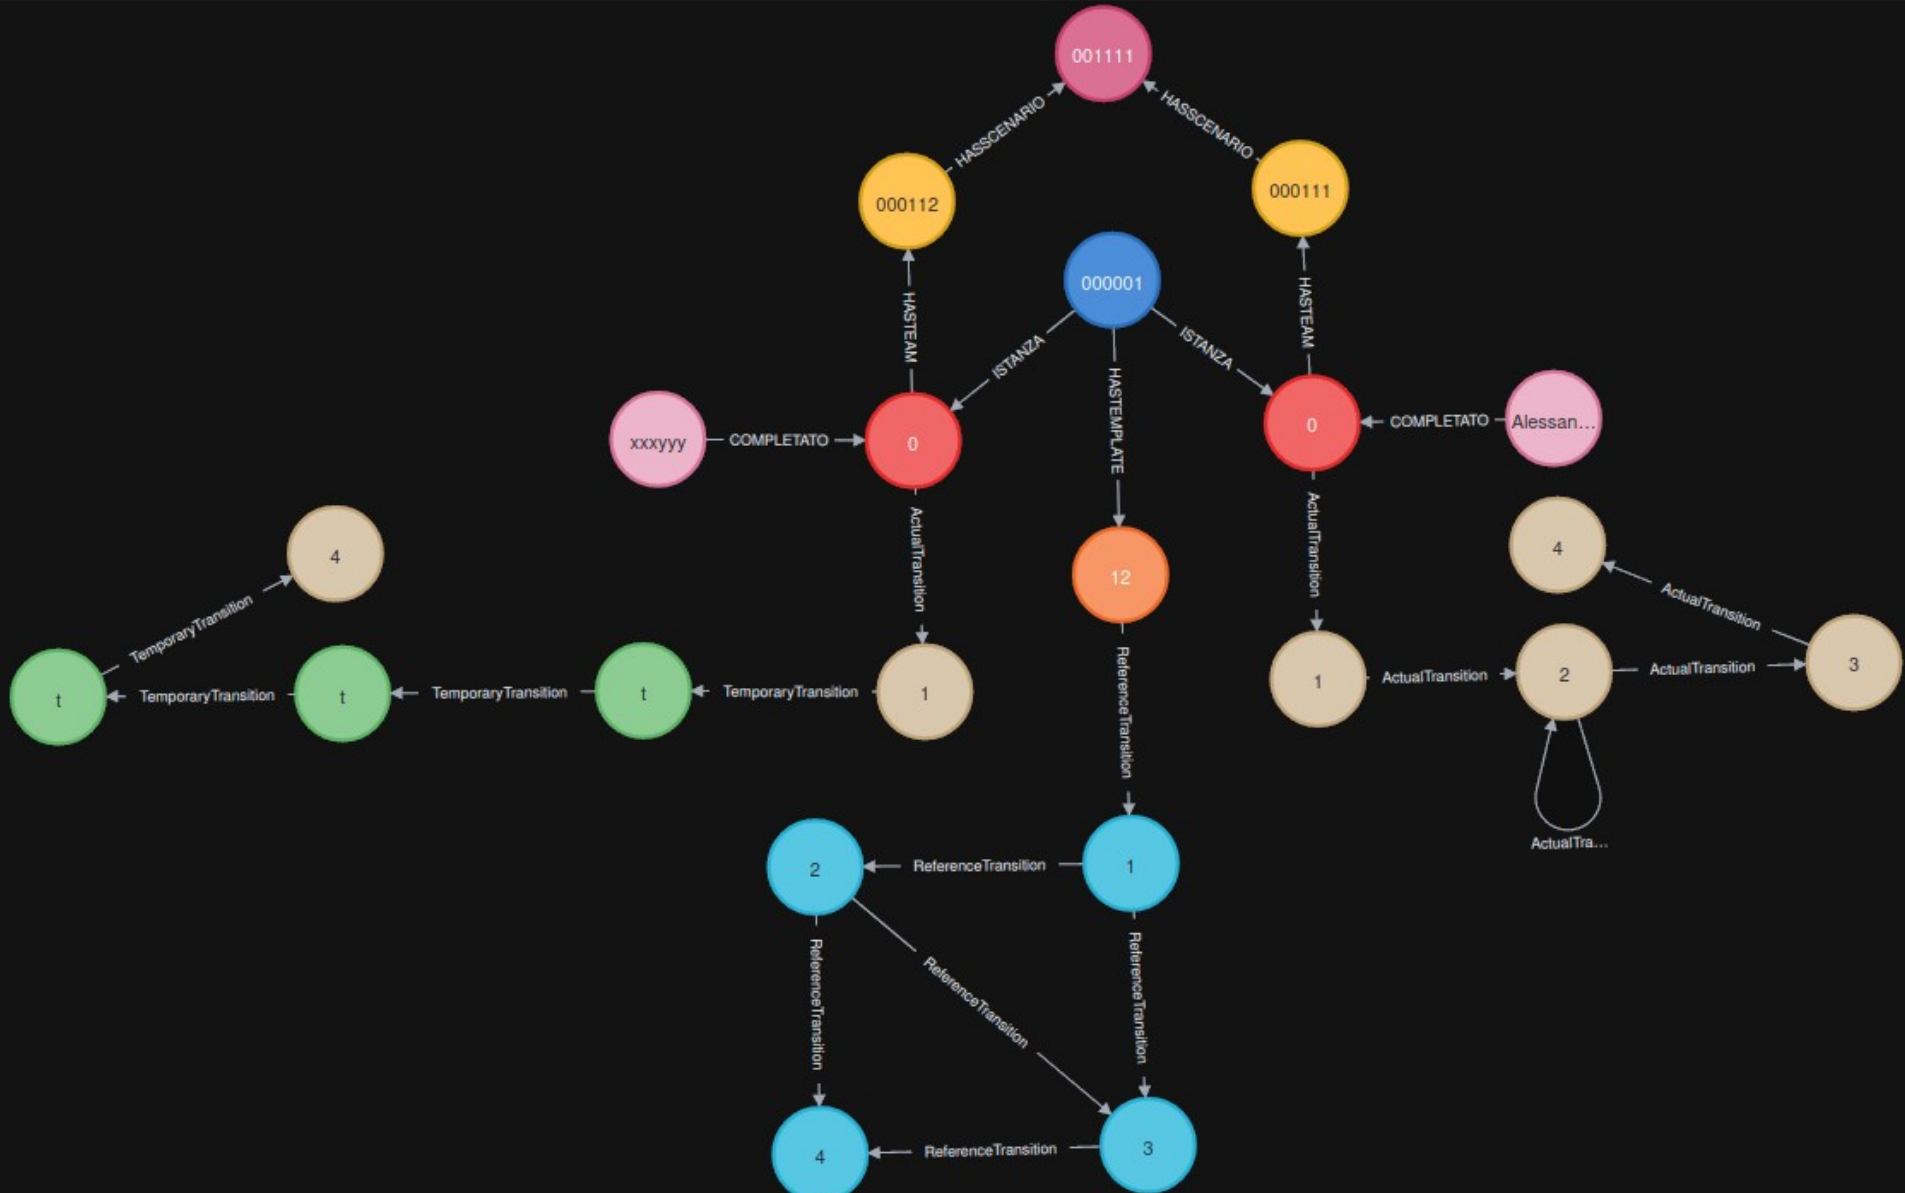 001111
HASSCENARIO
HASSCENARIO
000112
000111
000001
HASTEAM
HASTEAM
ISTANZA
ISTANZA
HASTEMPLATE
xxxyyy
COMPLETATO
0
0
COMPLETATO
Alessan...
4
ActualTransition
12
ActualTransition
4
TemporaryTransition
ActualTransition
t
TemporaryTransition
t
TemporaryTransition
t
TemporaryTransition
1
ReferenceTransition
1
ActualTransition
2
ActualTransition
3
ActualTra...
2
ReferenceTransition
1
ReferenceTransition
ReferenceTransition
ReferenceTransition
4
ReferenceTransition
3